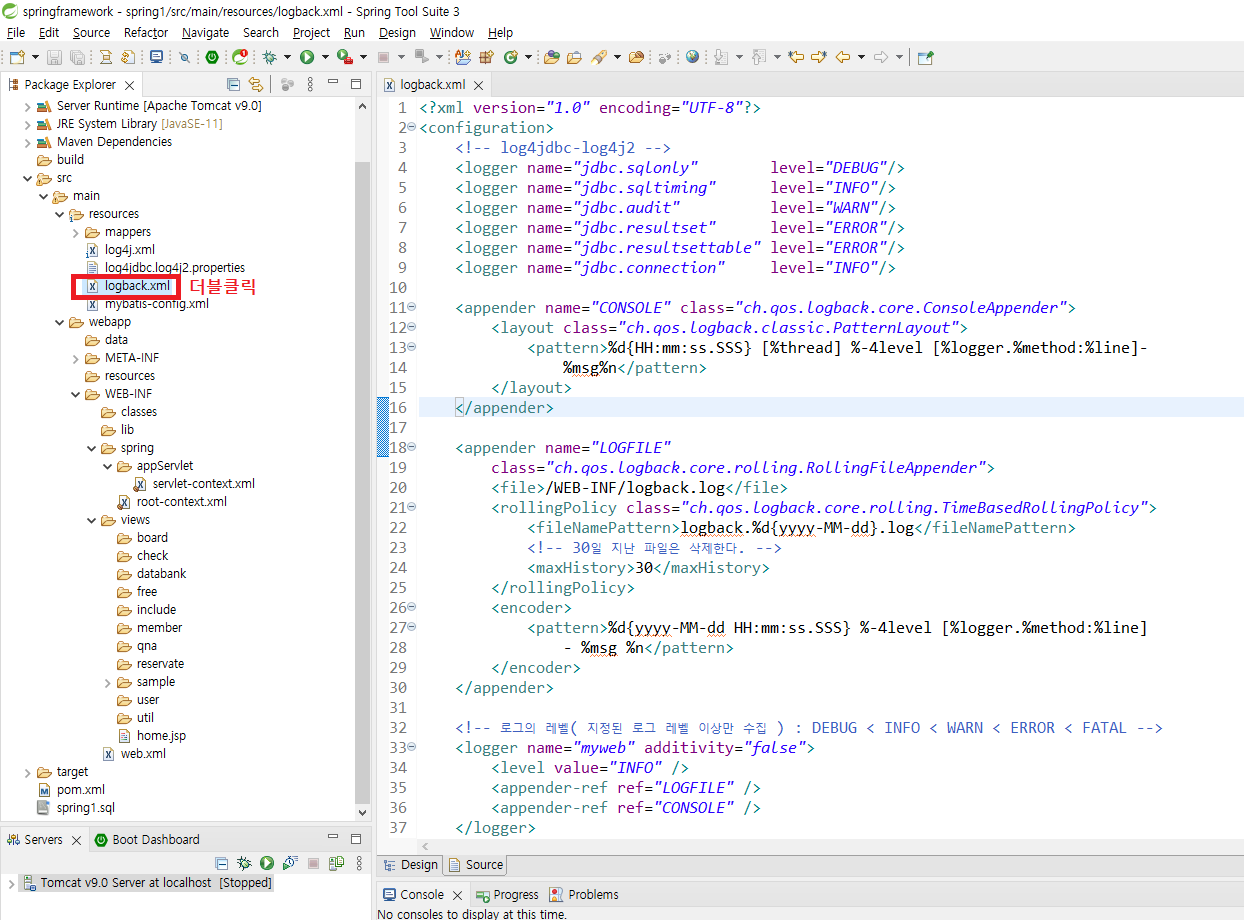 springframework - spring1/src/main/resources/logback.xml - Spring Tool Suite 3
File Edit Source Refactor Navigate Search Project Run Design Window Help
Package Explorer
Server Runtime [Apache Tomcat v9.0]
JRE System Library [JavaSE-11]
Maven Dependencies
build
src
main
resources
mappers
log4j.xml
log4jdbc.log4j2.properties
logback.xml 더블클릭
mybatis-config.xml
webapp
data
META-INF
resources
WEB-INF
classes
lib
spring
appServlet
servlet-context.xml
root-context.xml
views
board
check
databank
free
include
member
qna
reservate
sample
user
util
home.jsp
web.xml
target
pom.xml
spring1.sql
Servers Boot Dashboard
Tomcat v9.0 Server at localhost [Stopped]
logback.xml
1 <?xml version="1.0" encoding="UTF-8"?>
2 <configuration>
3 <!-- log4jdbc-log4j2 -->
4 <logger name="jdbc.sqlonly" level="DEBUG"/>
5 <logger name="jdbc.sqltiming" level="INFO"/>
6 <logger name="jdbc.audit" level="WARN"/>
7 <logger name="jdbc.resultset" level="ERROR"/>
8 <logger name="jdbc.resultsettable" level="ERROR"/>
9 <logger name="jdbc.connection" level="INFO"/>
10
11 <appender name="CONSOLE" class="ch.qos.logback.core.ConsoleAppender">
12 <layout class="ch.qos.logback.classic.PatternLayout">
13 <pattern>%d{HH:mm:ss.SSS} [%thread] %-4level [%logger.%method:%line]-
14 %msg%n</pattern>
15 </layout>
16 </appender>
17
18 <appender name="LOGFILE"
19 class="ch.qos.logback.core.rolling.RollingFileAppender">
20 <file>/WEB-INF/logback.log</file>
21 <rollingPolicy class="ch.qos.logback.core.rolling.TimeBasedRollingPolicy">
22 <fileNamePattern>logback.%d{yyyy-MM-dd}.log</fileNamePattern>
23 <!-- 30일 지난 파일은 삭제한다. -->
24 <maxHistory>30</maxHistory>
25 </rollingPolicy>
26 <encoder>
27 <pattern>%d{yyyy-MM-dd HH:mm:ss.SSS} %-4level [%logger.%method:%line]
28 - %msg %n</pattern>
29 </encoder>
30 </appender>
31
32 <!-- 로그의 레벨( 지정된 로그 레벨 이상만 수집 ) : DEBUG < INFO < WARN < ERROR < FATAL -->
33 <logger name="myweb" additivity="false">
34 <level value="INFO" />
35 <appender-ref ref="LOGFILE" />
36 <appender-ref ref="CONSOLE" />
37 </logger>
Design Source
Console Progress Problems
No consoles to display at this time.